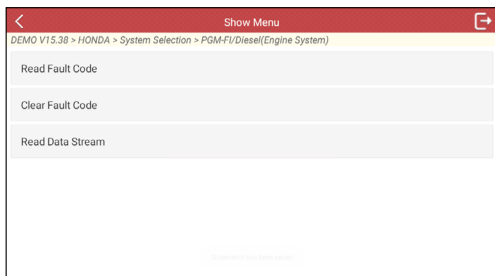 Show Menu
DEMO V15.38 > HONDA > System Selection > PGM-FI/Diesel(Engine System)
Read Fault Code
Clear Fault Code
Read Data Stream